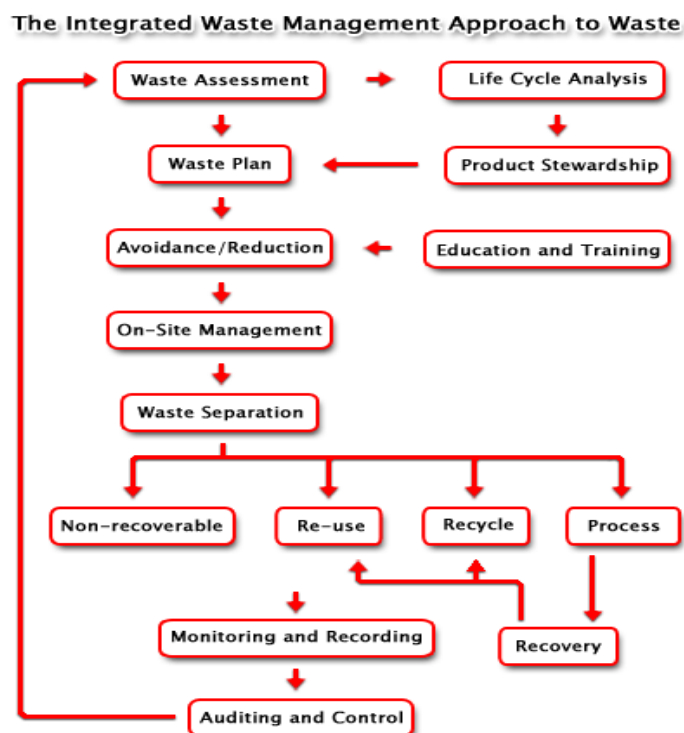 The Integrated Waste Management Approach to Waste
Waste Assessment
Life Cycle Analysis
Waste Plan
Product Stewardship
Avoidance/Reduction
Education and Training
On-Site Management
Waste Separation
Non-recoverable
Re-use
Recycle
Process
Monitoring and Recording
Recovery
Auditing and Control